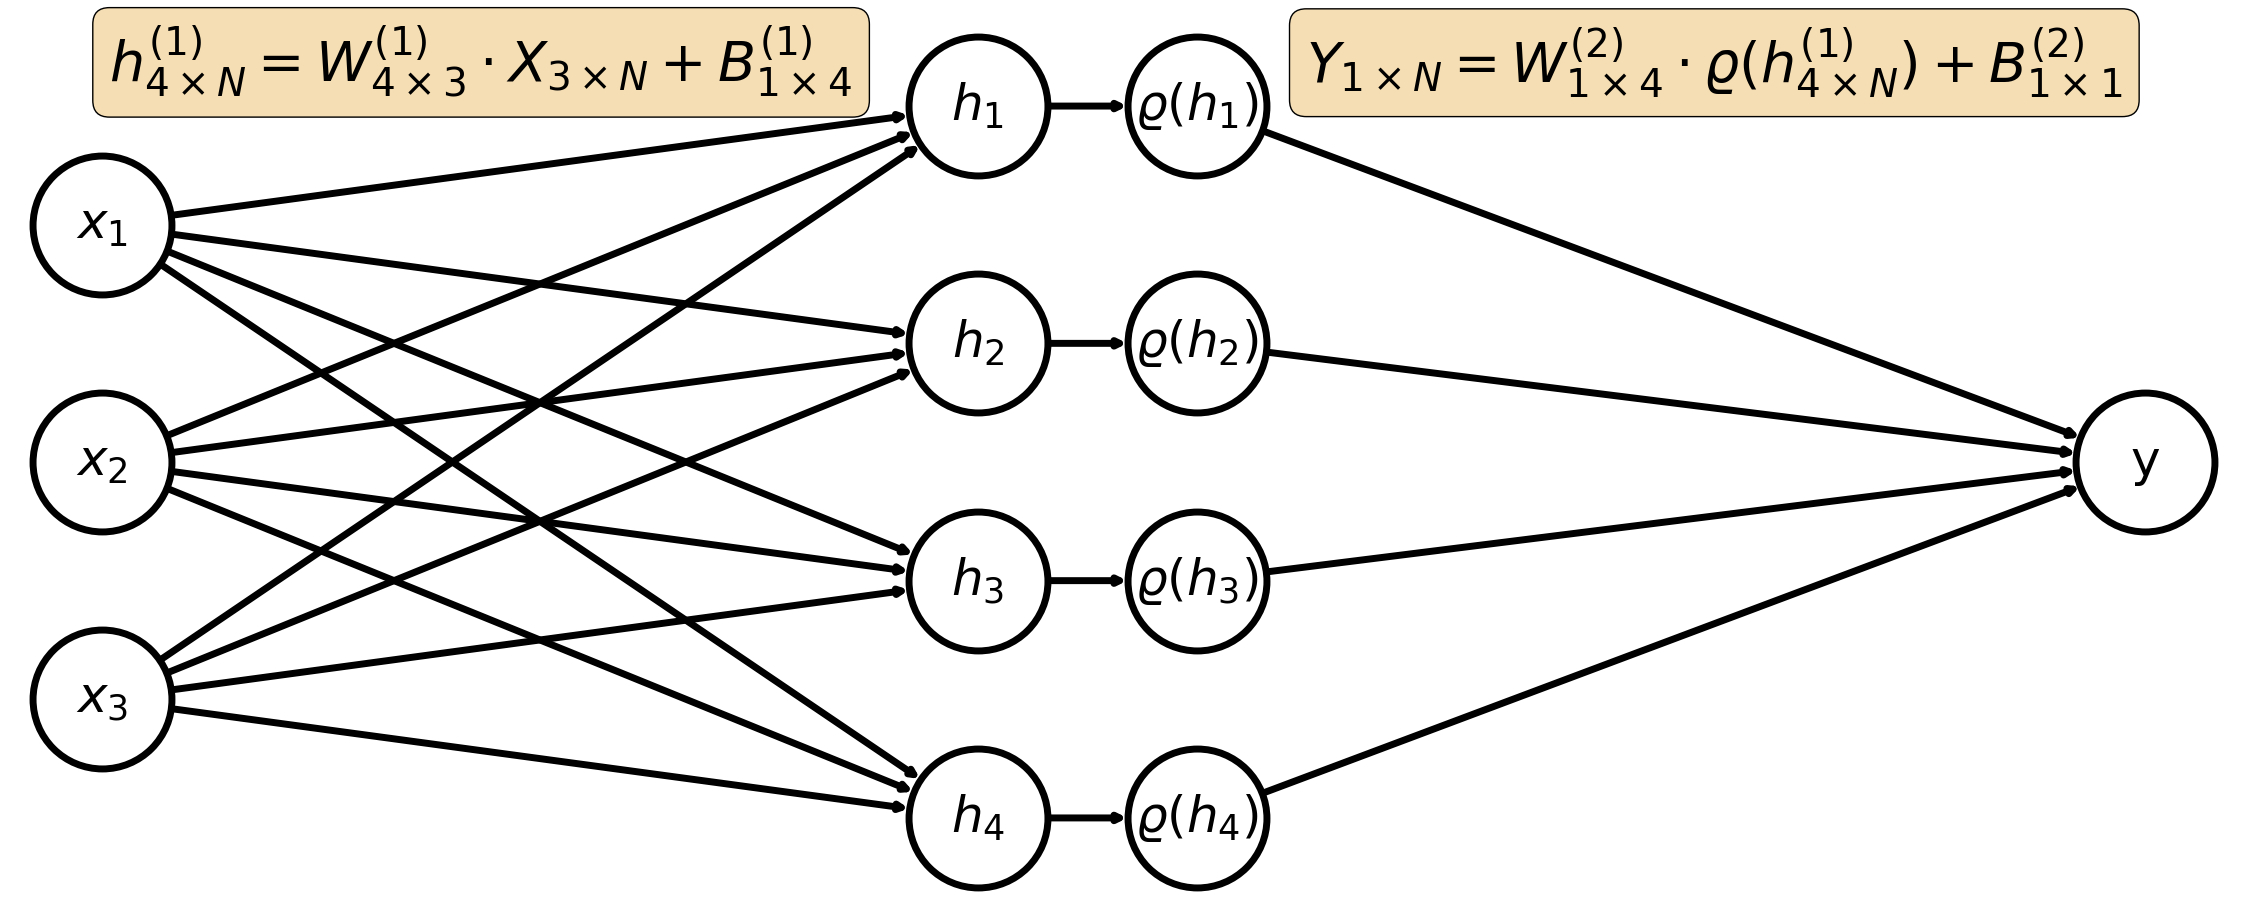 $h^{(1)}_{4 \times N} = W^{(1)}_{4 \times 3} \cdot X_{3 \times N} + B^{(1)}_{1 \times 4}$
$Y_{1 \times N} = W^{(2)}_{1 \times 4} \cdot \varrho(h^{(1)}_{4 \times N}) + B^{(2)}_{1 \times 1}$
$x_1$
$x_2$
$x_3$
$h_1$
$h_2$
$h_3$
$h_4$
$\varrho(h_1)$
$\varrho(h_2)$
$\varrho(h_3)$
$\varrho(h_4)$
y